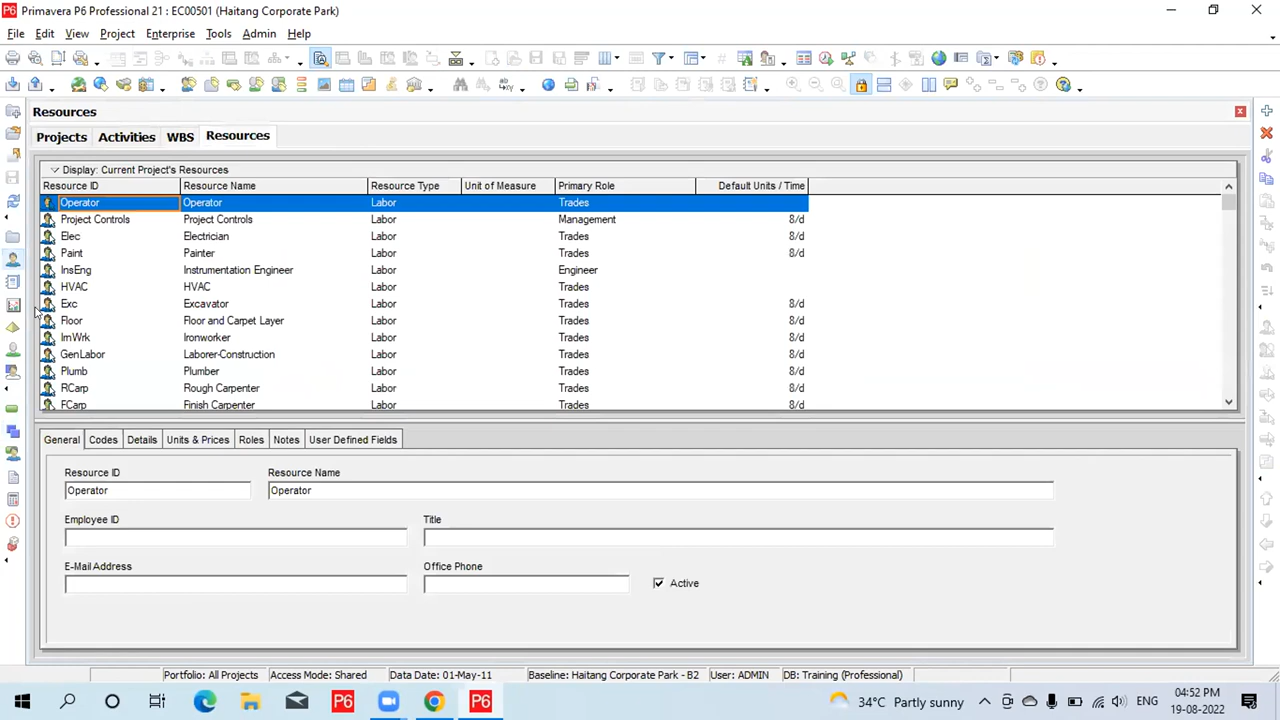 Primavera P6 Professional 21 : EC00501 (Haitang Corporate Park)
File Edit View Project Enterprise Tools Admin Help
Resources
Projects Activities WBS Resources
Display: Current Project's Resources
Resource ID Resource Name Resource Type Unit of Measure Primary Role Default Units / Time
Operator Operator Labor Trades
Project Controls Project Controls Labor Management 8/d
Elec Electrician Labor Trades 8/d
Paint Painter Labor Trades 8/d
InsEng Instrumentation Engineer Labor Engineer
HVAC HVAC Labor Trades
Exc Excavator Labor Trades 8/d
Floor Floor and Carpet Layer Labor Trades 8/d
IrnWrk Ironworker Labor Trades 8/d
GenLabor Laborer-Construction Labor Trades 8/d
Plumb Plumber Labor Trades 8/d
RCarp Rough Carpenter Labor Trades 8/d
FCarp Finish Carpenter Labor Trades 8/d
General Codes Details Units & Prices Roles Notes User Defined Fields
Resource ID Resource Name
Operator Operator
Employee ID Title
E-Mail Address Office Phone
Active
Portfolio: All Projects Access Mode: Shared Data Date: 01-May-11 Baseline: Haitang Corporate Park - B2 User: ADMIN DB: Training (Professional)
P6 P6 34°C Partly sunny ENG 04:52 PM
19-08-2022